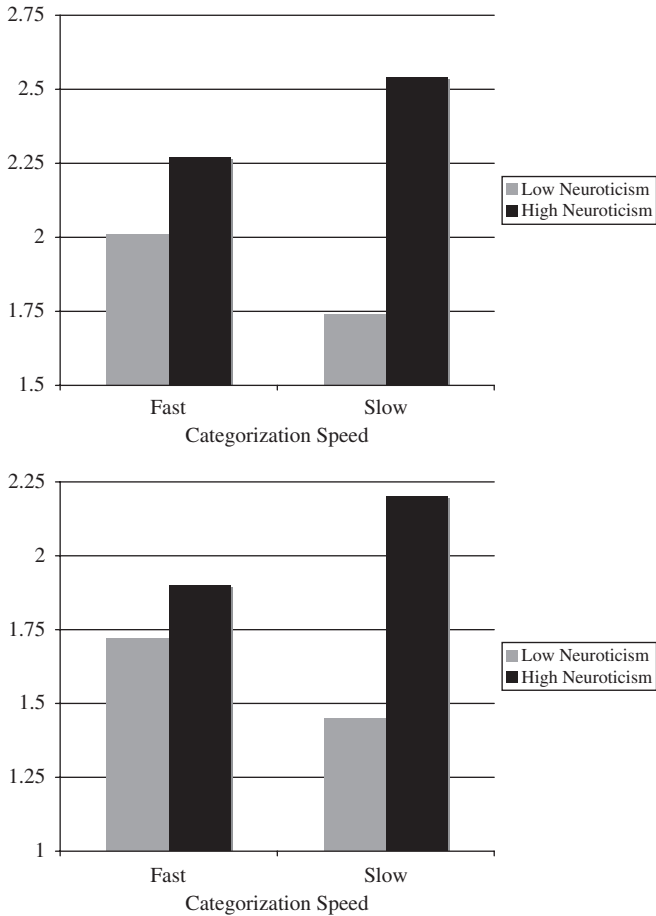 2.75
2.5
2.25
2
1.75
1.5
Fast Slow
Categorization Speed
Low Neuroticism
High Neuroticism
2.25
2
1.75
1.5
1.25
1
Fast Slow
Categorization Speed
Low Neuroticism
High Neuroticism